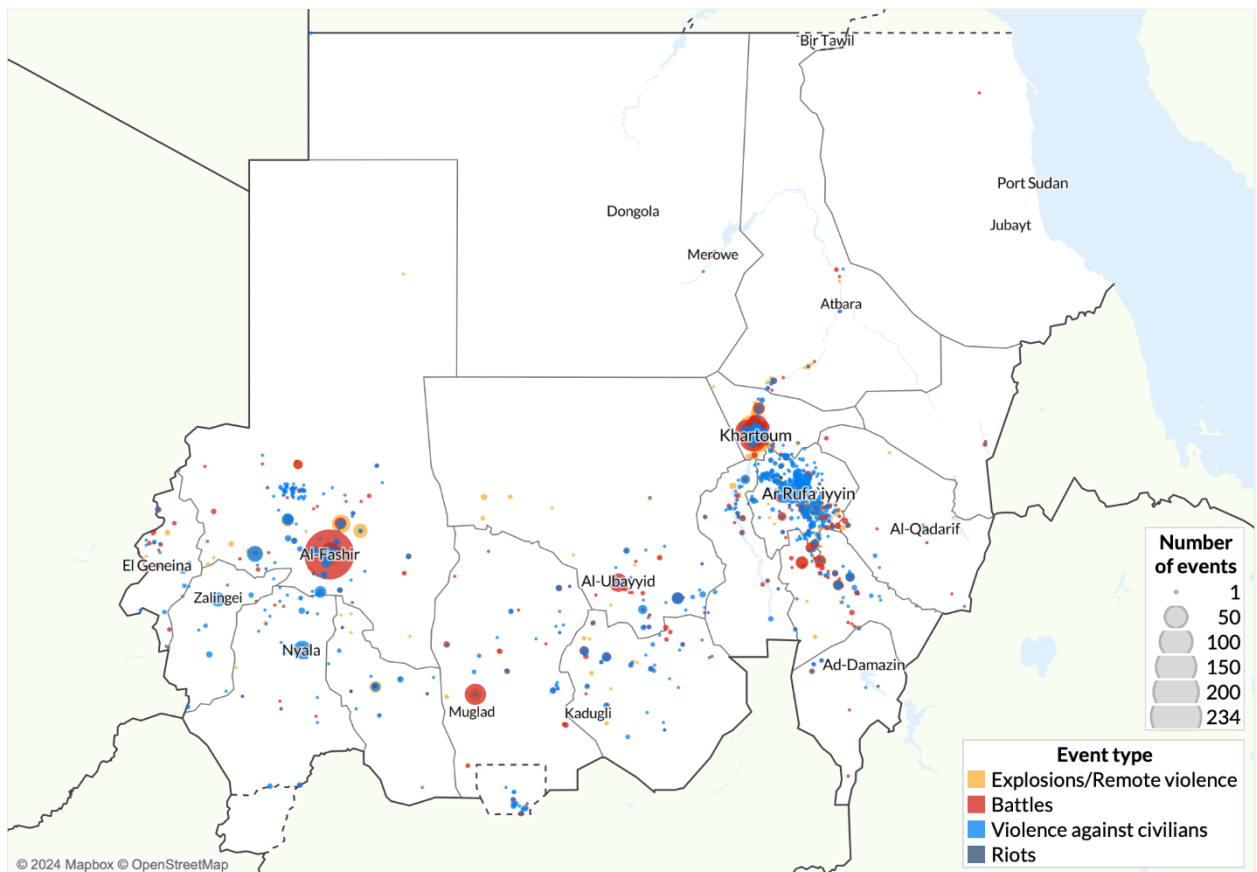 Bir Tawil
Port Sudan
Dongola
Jubayt
Merowe
Atbara
Khartoum
Ar Rufa'iyyin
Al-Qadarif
Al-Fashir
El Geneina
Al-Ubayyid
Zalingei
Nyala
Ad-Damazin
Muglad
Kadugli
Number
of events
1
50
100
150
200
234
Event type
Explosions/Remote violence
Battles
Violence against civilians
Riots
© 2024 Mapbox © OpenStreetMap